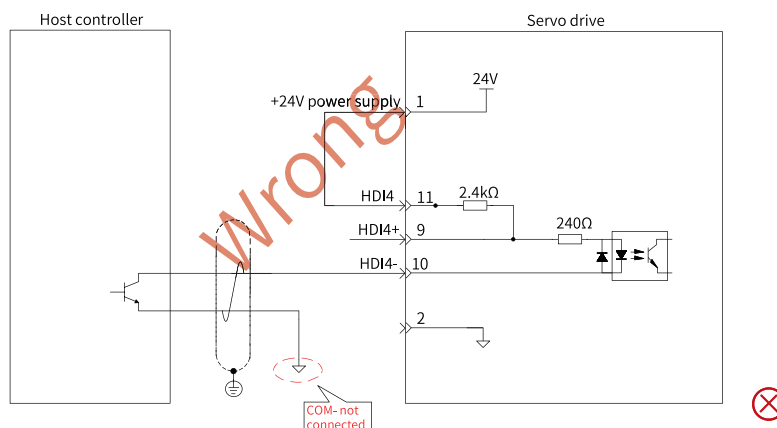 Host controller
Servo drive
24V
+24V power supply
1
Wrong
HDI4
11
2.4kΩ
HDI4+
9
240Ω
HDI4-
10
2
COM- not
connected